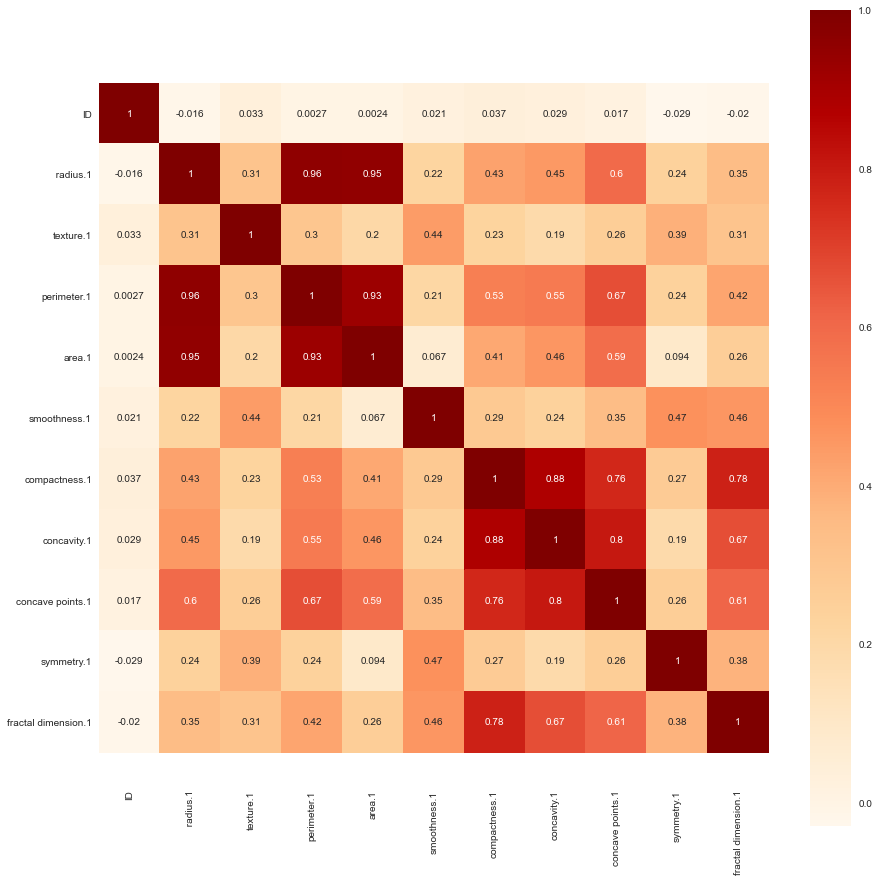 ID 1 -0.016 0.033 0.0027 0.0024 0.021 0.037 0.029 0.017 -0.029 -0.02
radius.1 -0.016 1 0.31 0.96 0.95 0.22 0.43 0.45 0.6 0.24 0.35
texture.1 0.033 0.31 1 0.3 0.2 0.44 0.23 0.19 0.26 0.39 0.31
perimeter.1 0.0027 0.96 0.3 1 0.93 0.21 0.53 0.55 0.67 0.24 0.42
area.1 0.0024 0.95 0.2 0.93 1 0.067 0.41 0.46 0.59 0.094 0.26
smoothness.1 0.021 0.22 0.44 0.21 0.067 1 0.29 0.24 0.35 0.47 0.46
compactness.1 0.037 0.43 0.23 0.53 0.41 0.29 1 0.88 0.76 0.27 0.78
concavity.1 0.029 0.45 0.19 0.55 0.46 0.24 0.88 1 0.8 0.19 0.67
concave points.1 0.017 0.6 0.26 0.67 0.59 0.35 0.76 0.8 1 0.26 0.61
symmetry.1 -0.029 0.24 0.39 0.24 0.094 0.47 0.27 0.19 0.26 1 0.38
fractal dimension.1 -0.02 0.35 0.31 0.42 0.26 0.46 0.78 0.67 0.61 0.38 1
ID
radius.1
texture.1
perimeter.1
area.1
smoothness.1
compactness.1
concavity.1
concave points.1
symmetry.1
fractal dimension.1
1.0
0.8
0.6
0.4
0.2
0.0